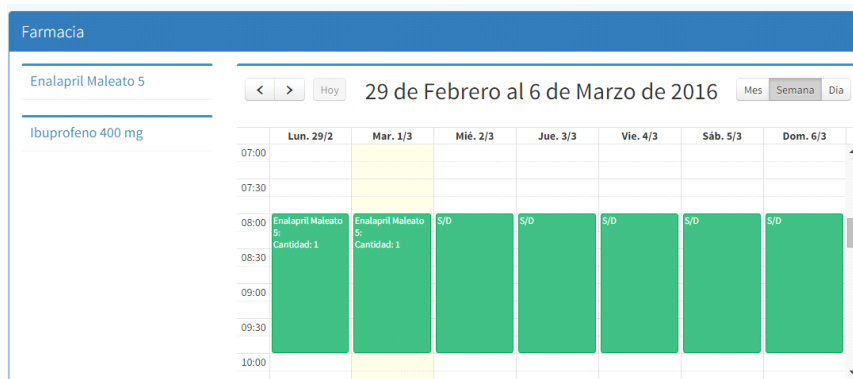 Farmacia
Enalapril Maleato 5
Ibuprofeno 400 mg
Hoy
29 de Febrero al 6 de Marzo de 2016
Mes Semana Día
Lun. 29/2 Mar. 1/3 Mié. 2/3 Jue. 3/3 Vie. 4/3 Sáb. 5/3 Dom. 6/3
07:00
07:30
08:00 Enalapril Maleato Enalapril Maleato S/D S/D S/D S/D S/D
5: 5:
Cantidad: 1 Cantidad: 1
08:30
09:00
09:30
10:00